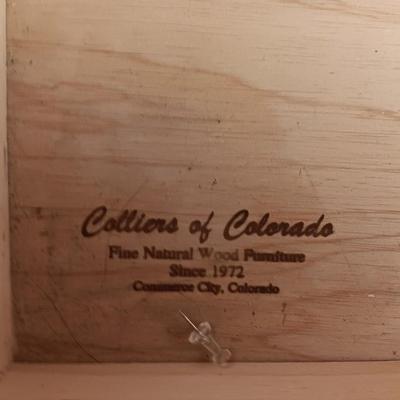 Colliers of Colorado
Fine Natural Wood Furniture
Since 1972
Commerce City, Colorado